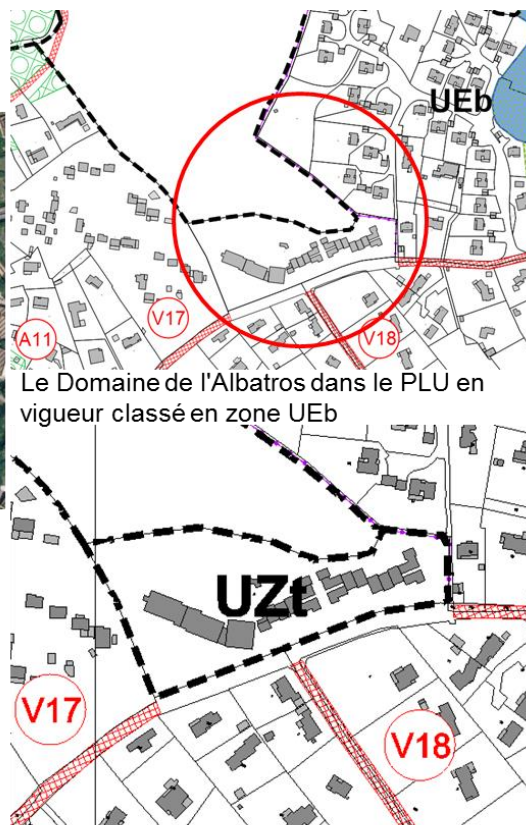 UEb
V17
A11
V18
Le Domaine de l'Albatros dans le PLU en
vigueur classé en zone UEb
UZt
V17
V18